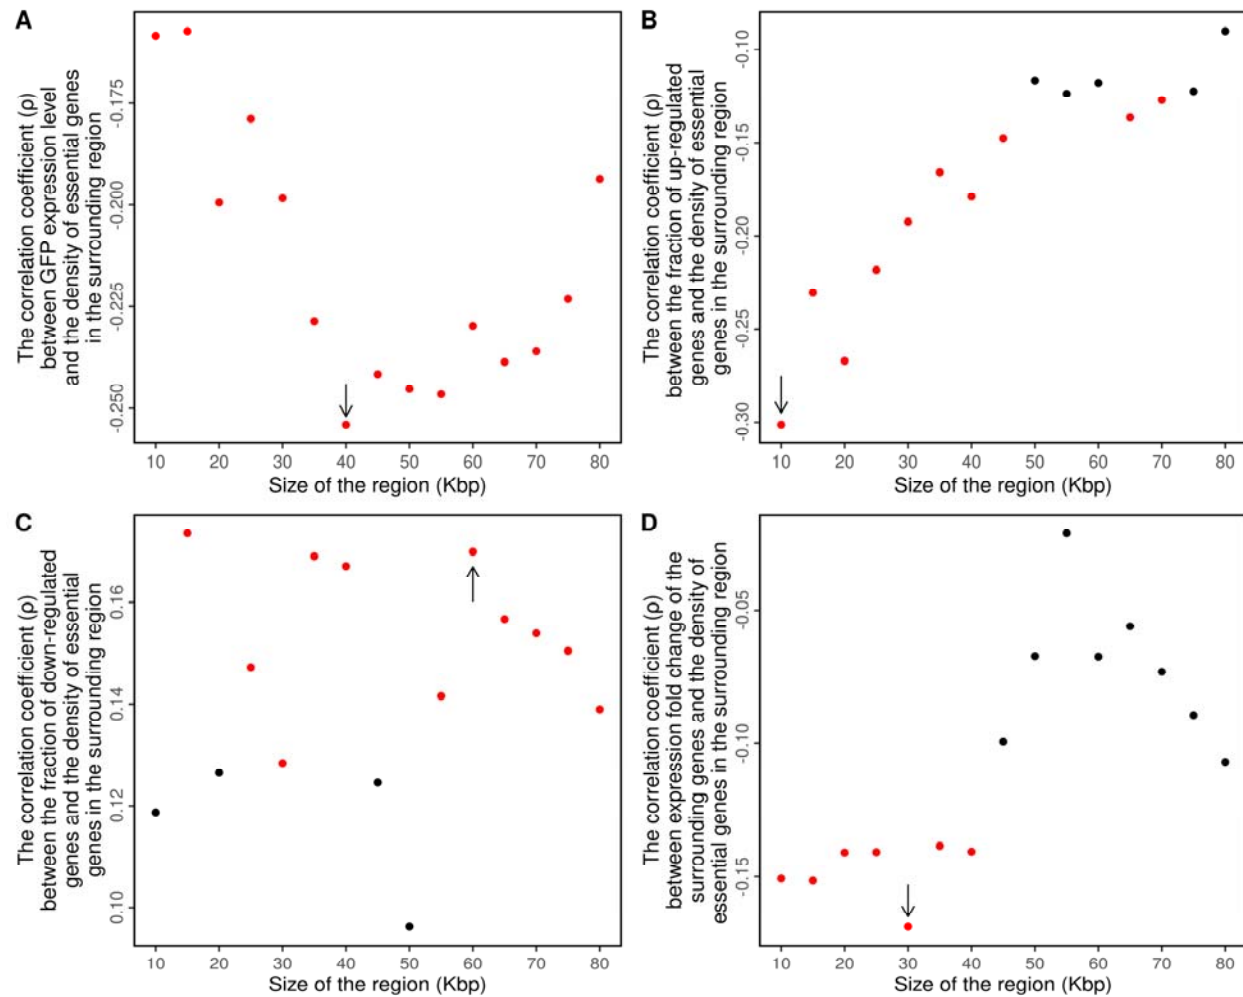 A
The correlation coefficient (ρ)
between GFP expression level
and the density of essential genes
in the surrounding region
-0.175
-0.200
-0.225
-0.250
10 20 30 40 50 60 70 80
Size of the region (Kbp)
B
The correlation coefficient (ρ)
between the fraction of up-regulated
genes and the density of essential
genes in the surrounding region
-0.10
-0.15
-0.20
-0.25
-0.30
10 20 30 40 50 60 70 80
Size of the region (Kbp)
C
The correlation coefficient (ρ)
between the fraction of down-regulated
genes and the density of essential
genes in the surrounding region
0.16
0.14
0.12
0.10
10 20 30 40 50 60 70 80
Size of the region (Kbp)
D
The correlation coefficient (ρ)
between expression fold change of the
surrounding genes and the density of
essential genes in the surrounding region
-0.05
-0.10
-0.15
10 20 30 40 50 60 70 80
Size of the region (Kbp)